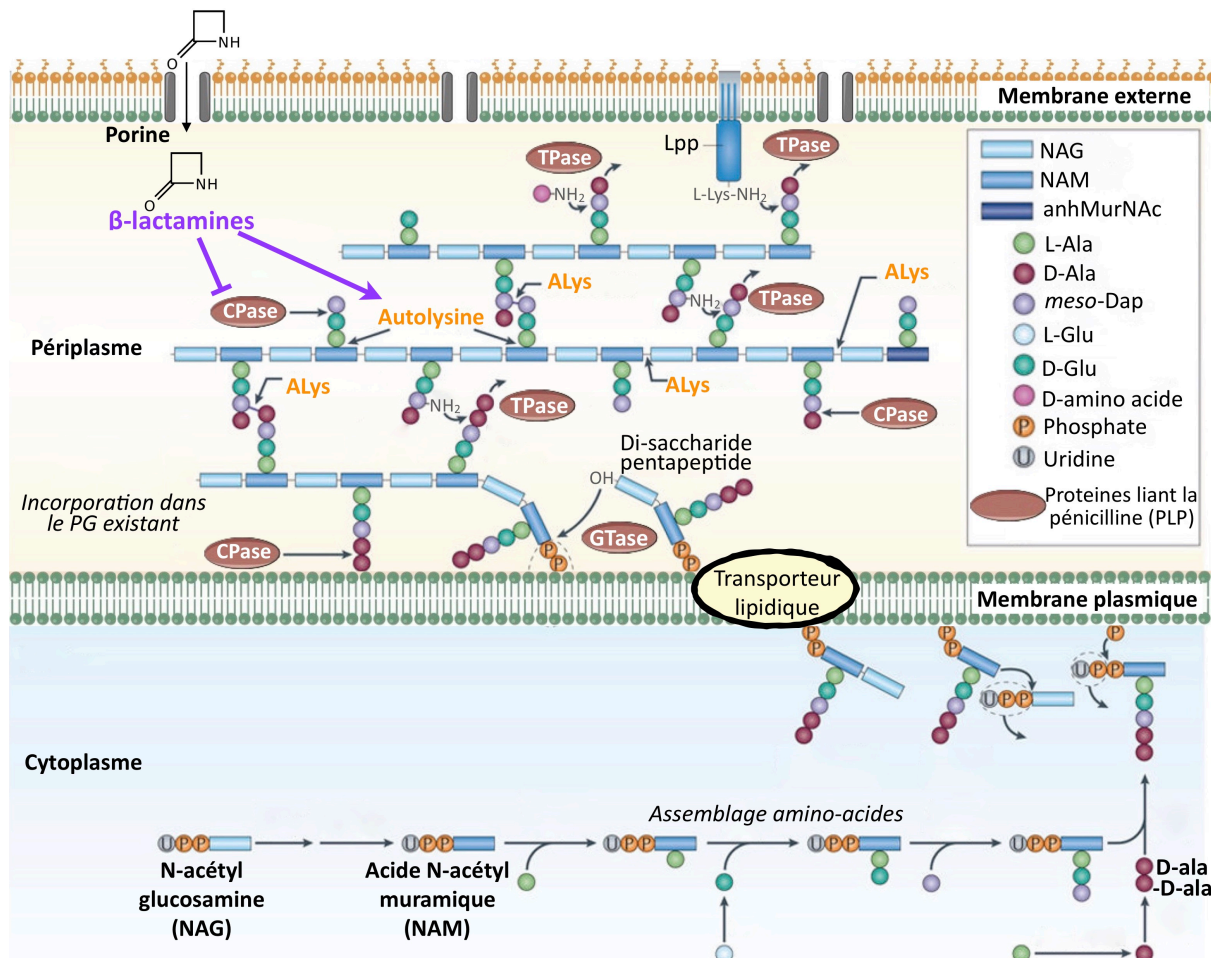 O
NH
Membrane externe
Porine
Lpp
TPase
TPase
NAG
NAM
anhMurNAc
L-Ala
D-Ala
meso-Dap
L-Glu
D-Glu
D-amino acide
Phosphate
P
Uridine
U
Proteines liant la
pénicilline (PLP)
NH
O
NH₂
L-Lys-NH₂
ß-lactamines
CPase
ALys
ALys
NH₂
TPase
Autolysine
Périplasme
ALys
ALys
NH₂
TPase
CPase
Di-saccharide
pentapeptide
OH
Incorporation dans
le PG existant
CPase
GTase
P
P
P
P
Transporteur
lipidique
Membrane plasmique
P
P
P
P
P
U P P
U P P
Cytoplasme
Assemblage amino-acides
U P P
U P P
U P P
U P P
U P P
N-acétyl
glucosamine
(NAG)
Acide N-acétyl
muramique
(NAM)
D-ala
-D-ala